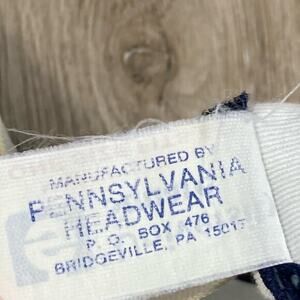 MANUFACTURED BY
PENNSYLVANIA
HEADWEAR
P. O. BOX 476
BRIDGEVILLE, PA 15017